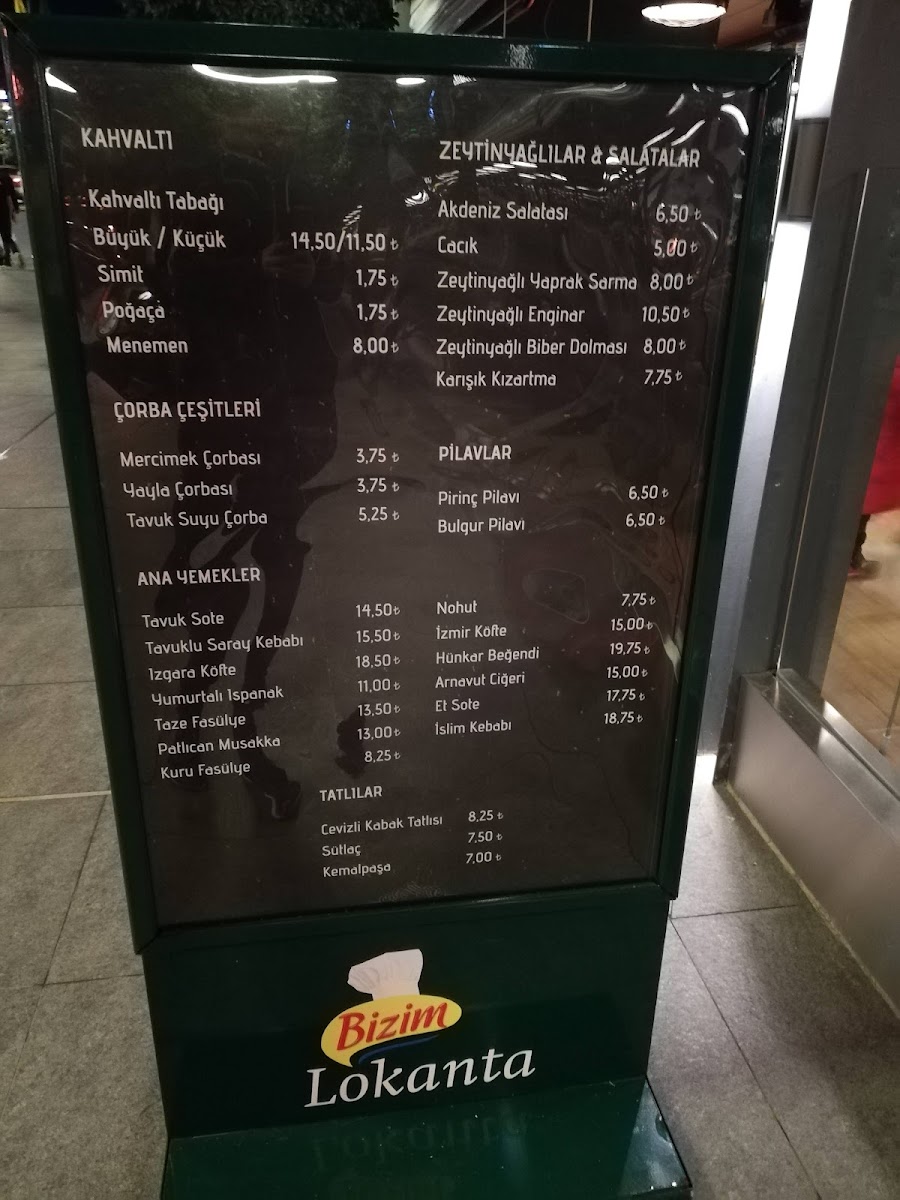 KAHVALTI
Kahvaltı Tabağı
Büyük / Küçük 14,50/11,50 ₺
Simit 1,75 ₺
Poğaça 1,75 ₺
Menemen 8,00 ₺
ÇORBA ÇEŞİTLERİ
Mercimek Çorbası 3,75 ₺
Yayla Çorbası 3,75 ₺
Tavuk Suyu Çorba 5,25 ₺
ANA YEMEKLER
Tavuk Sote 14,50 ₺
Tavuklu Saray Kebabı 15,50 ₺
Izgara Köfte 18,50 ₺
Yumurtalı Ispanak 11,00 ₺
Taze Fasülye 13,50 ₺
Patlıcan Musakka 13,00 ₺
Kuru Fasülye 8,25 ₺
ZEYTİNYAĞLILAR & SALATALAR
Akdeniz Salatası 6,50 ₺
Cacık 5,00 ₺
Zeytinyağlı Yaprak Sarma 8,00 ₺
Zeytinyağlı Enginar 10,50 ₺
Zeytinyağlı Biber Dolması 8,00 ₺
Karışık Kızartma 7,75 ₺
PİLAVLAR
Pirinç Pilavı 6,50 ₺
Bulgur Pilavı 6,50 ₺
Nohut 7,75 ₺
İzmir Köfte 15,00 ₺
Hünkar Beğendi 19,75 ₺
Arnavut Ciğeri 15,00 ₺
Et Sote 17,75 ₺
İslim Kebabı 18,75 ₺
TATLILAR
Cevizli Kabak Tatlısı 8,25 ₺
Sütlaç 7,50 ₺
Kemalpaşa 7,00 ₺
Bizim
Lokanta